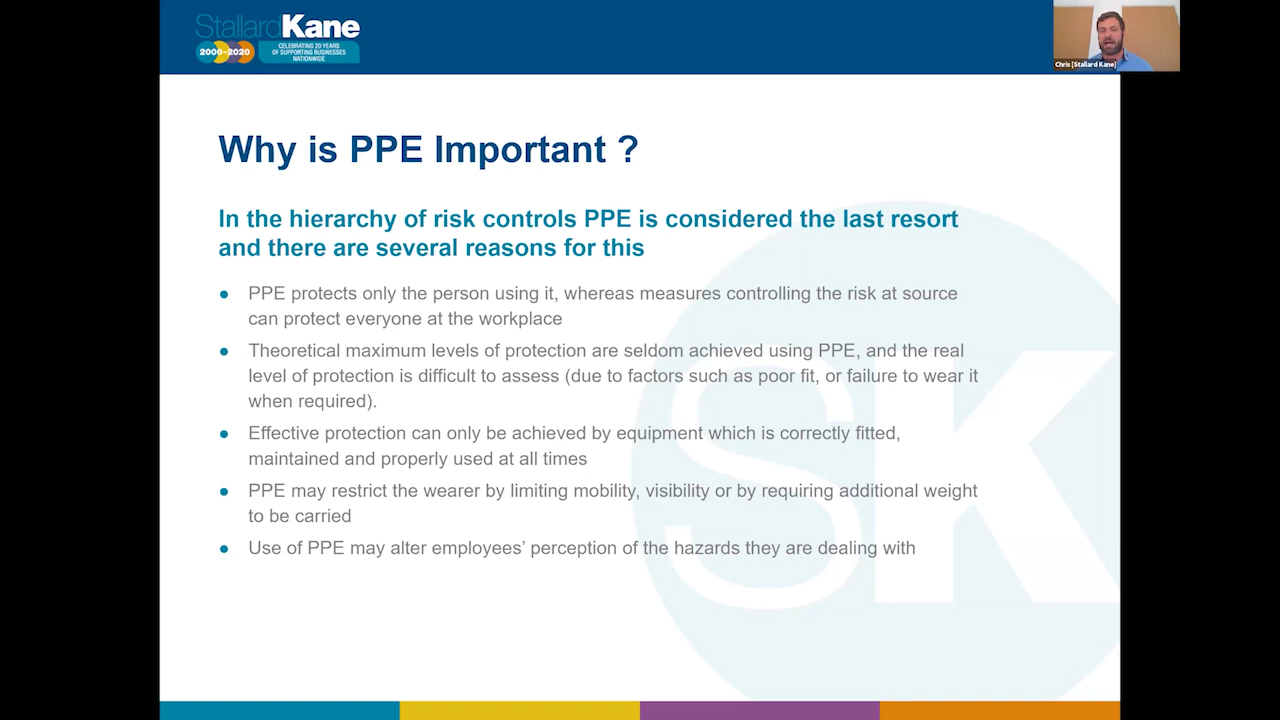 StallardKane
2000-2020
CELEBRATING 20 YEARS
OF SUPPORTING BUSINESSES
NATIONWIDE
Chris [Stallard Kane]
Why is PPE Important ?
In the hierarchy of risk controls PPE is considered the last resort
and there are several reasons for this
● PPE protects only the person using it, whereas measures controlling the risk at source
can protect everyone at the workplace
● Theoretical maximum levels of protection are seldom achieved using PPE, and the real
level of protection is difficult to assess (due to factors such as poor fit, or failure to wear it
when required).
● Effective protection can only be achieved by equipment which is correctly fitted,
maintained and properly used at all times
● PPE may restrict the wearer by limiting mobility, visibility or by requiring additional weight
to be carried
● Use of PPE may alter employees’ perception of the hazards they are dealing with
SK